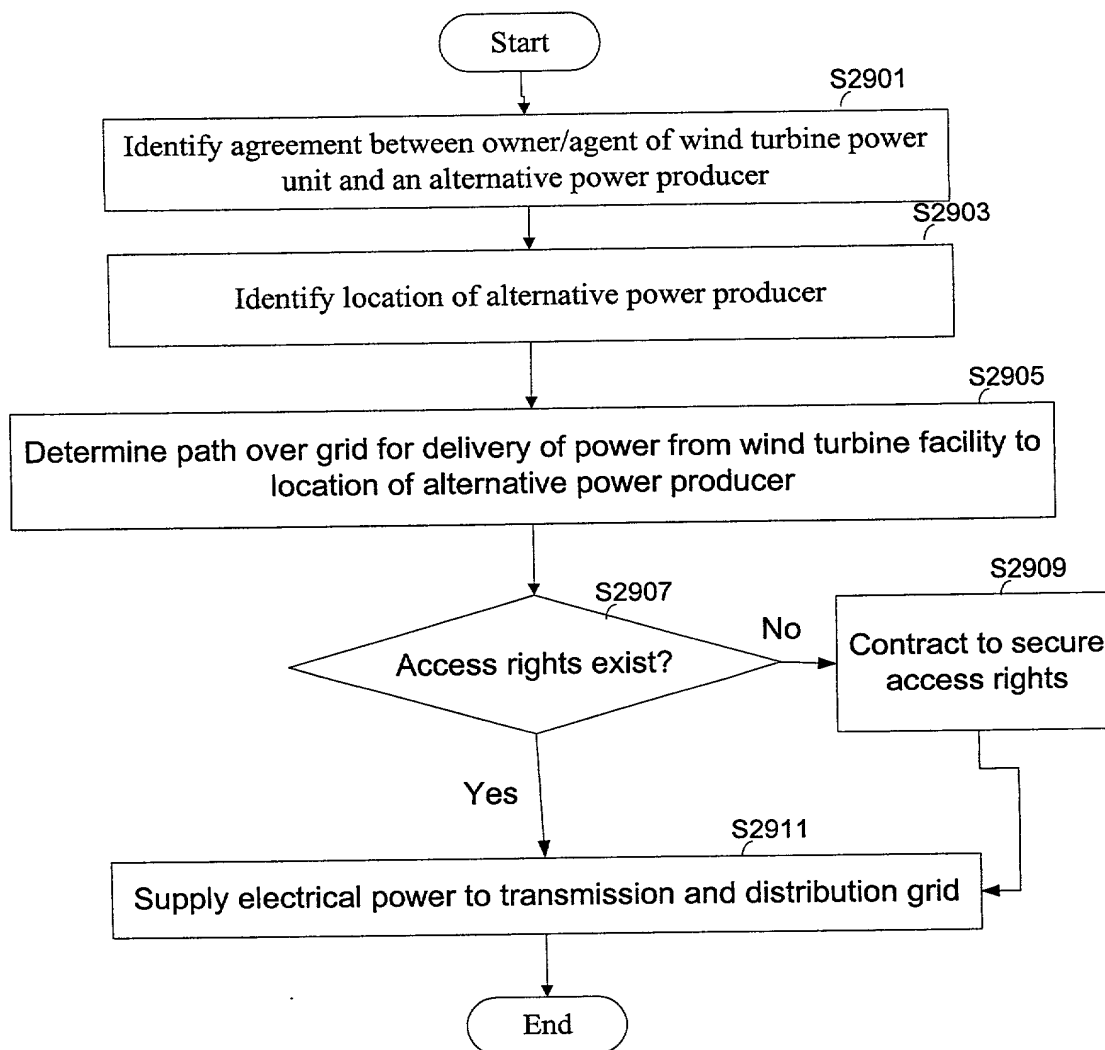 Start
S2901
Identify agreement between owner/agent of wind turbine power
unit and an alternative power producer
S2903
Identify location of alternative power producer
S2905
Determine path over grid for delivery of power from wind turbine facility to
location of alternative power producer
S2907
Access rights exist?
No
S2909
Contract to secure
access rights
Yes
S2911
Supply electrical power to transmission and distribution grid
End